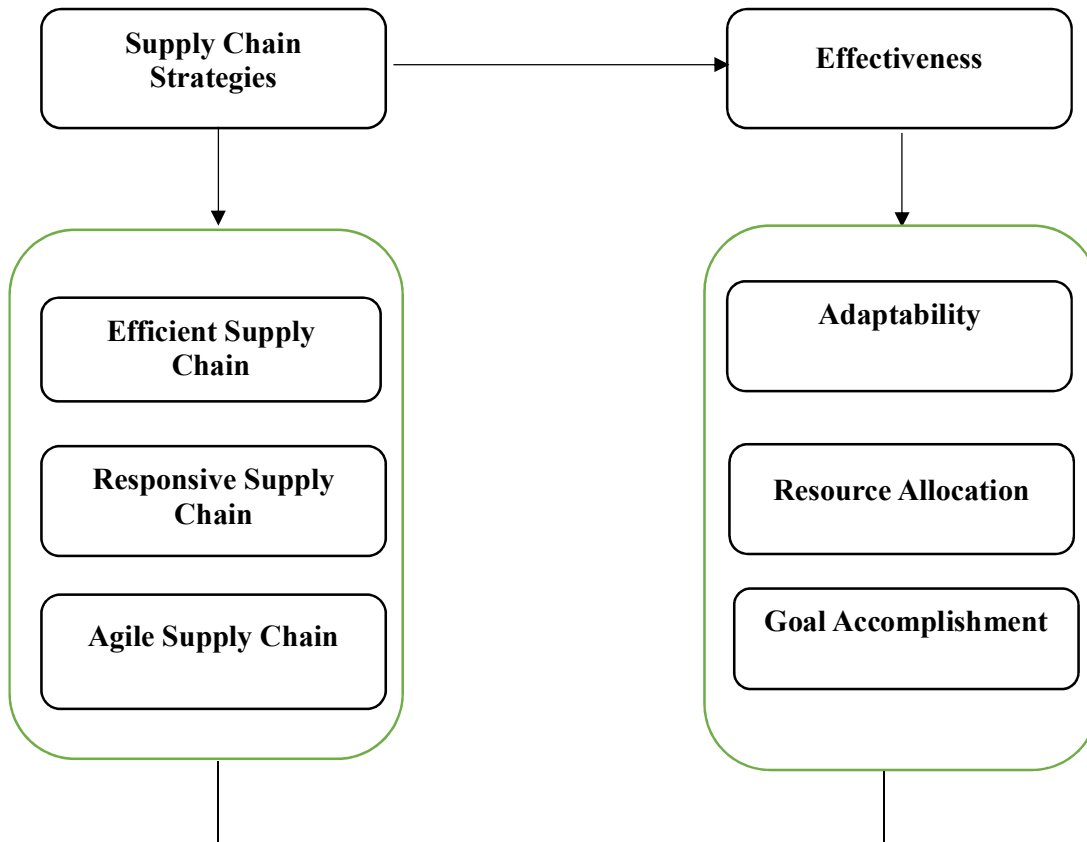 Supply Chain
Strategies
Effectiveness
Efficient Supply
Chain
Responsive Supply
Chain
Agile Supply Chain
Adaptability
Resource Allocation
Goal Accomplishment